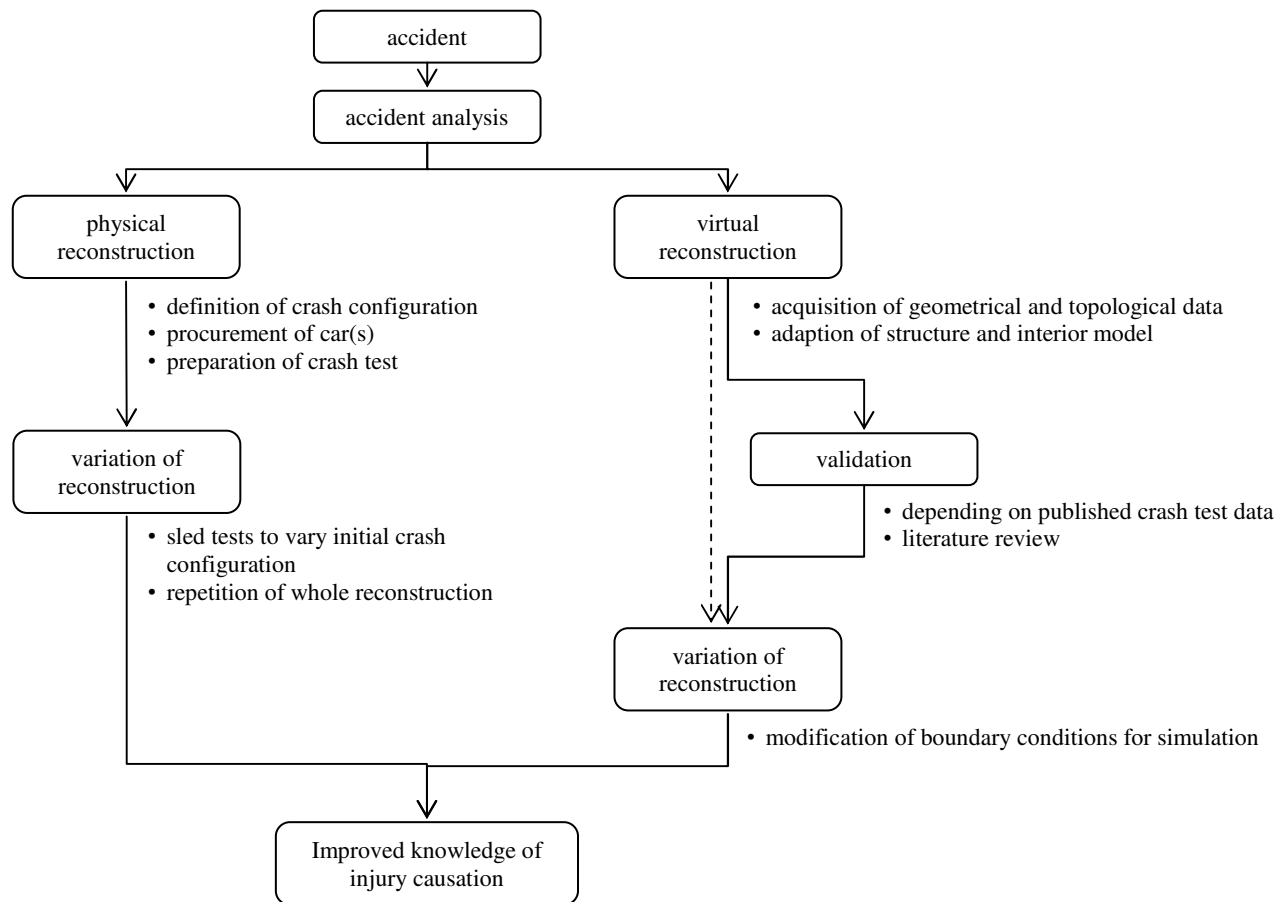 accident
accident analysis
physical
reconstruction
virtual
reconstruction
• definition of crash configuration
• procurement of car(s)
• preparation of crash test
• acquisition of geometrical and topological data
• adaption of structure and interior model
variation of
reconstruction
validation
• sled tests to vary initial crash
configuration
• repetition of whole reconstruction
• depending on published crash test data
• literature review
variation of
reconstruction
• modification of boundary conditions for simulation
Improved knowledge of
injury causation